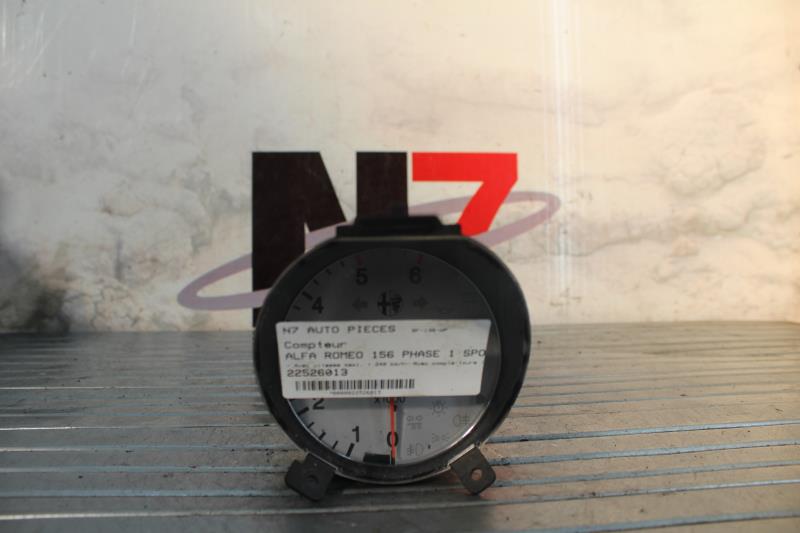 N7
5 6
4
N7 AUTO PIECES
Compteur
ALFA ROMEO 156 PHASE 1 SPO
22526013
2
x1000
1 0